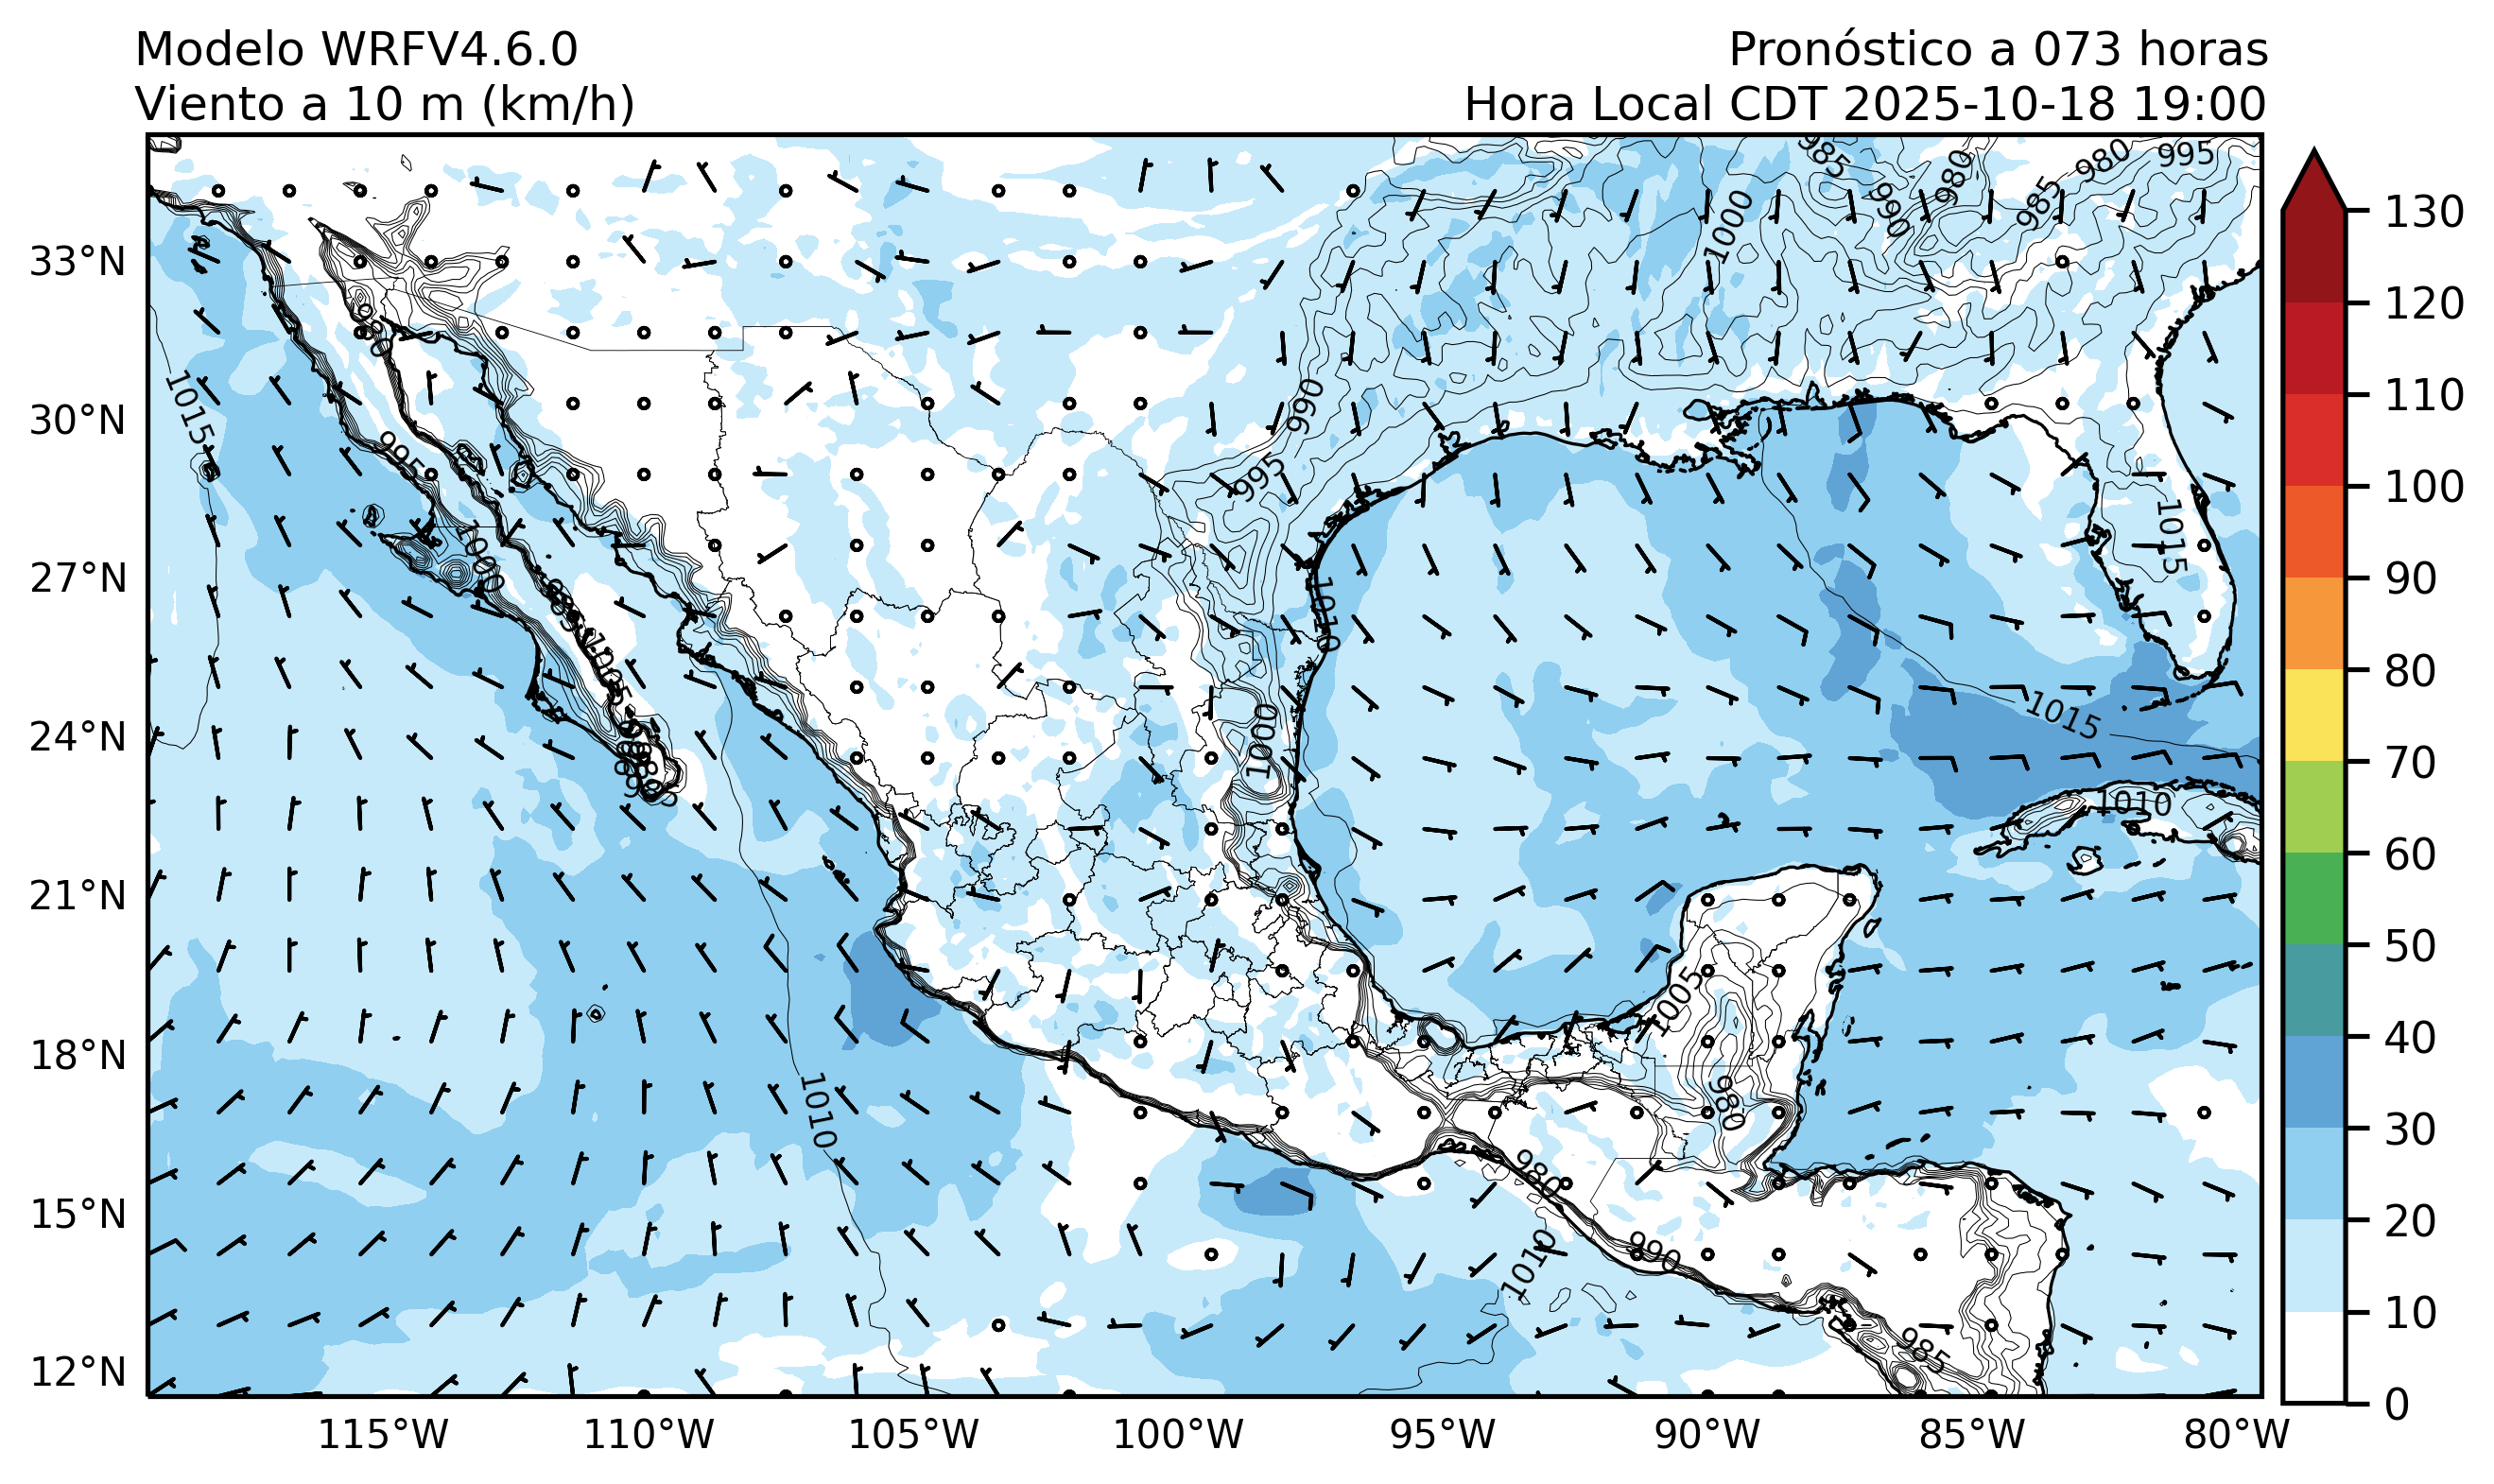 Modelo WRFV4.6.0
Pronóstico a 073 horas
Viento a 10 m (km/h)
Hora Local CDT 2025-10-18 19:00
33°N
30°N
27°N
24°N
21°N
18°N
15°N
12°N
115°W
110°W
105°W
100°W
95°W
90°W
85°W
80°W
130
120
110
100
90
80
70
60
50
40
30
20
10
0
985
980
980
995
990
985
1000
1015
990
995
995
1000
1015
1010
1005
1015
1000
985
1010
1005
980
1010
980
990
1010
985